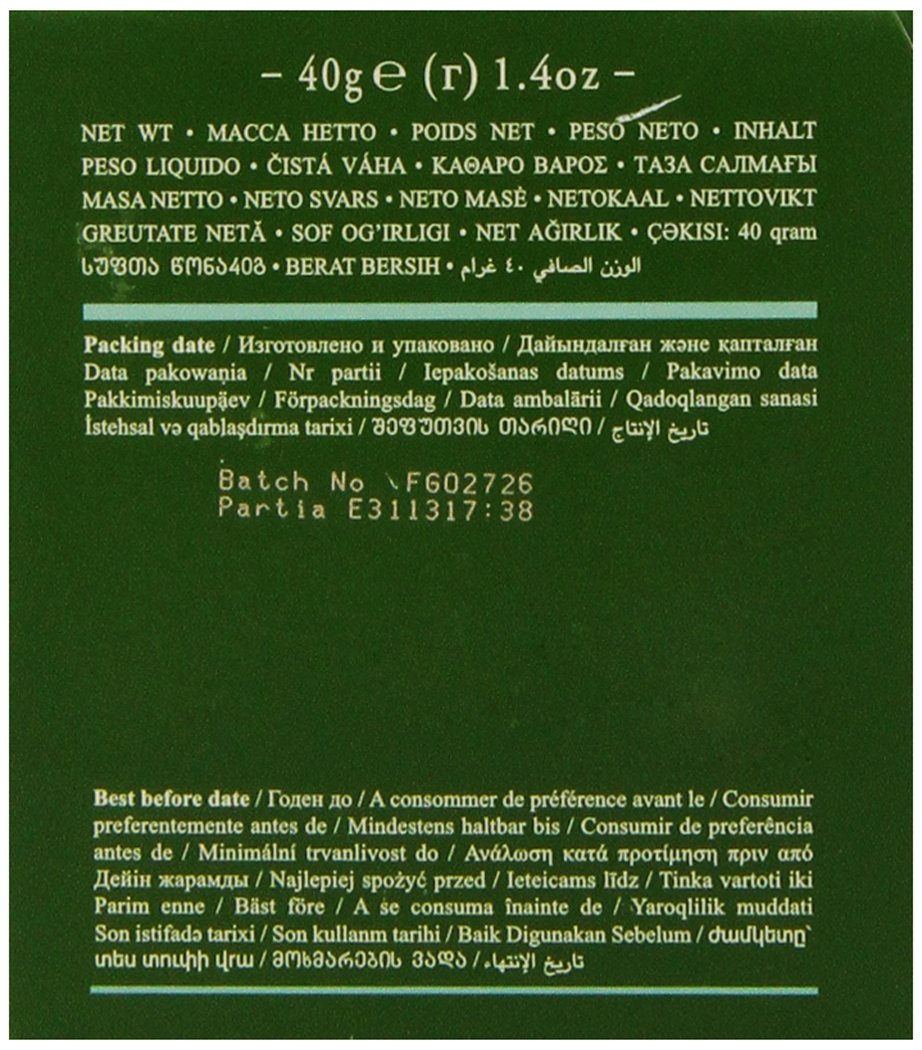 – 40g℮ (г) 1.4oz –
NET WT • МАССА НЕТТО • POIDS NET • PESO NETO • INHALT
PESO LIQUIDO • ČISTÁ VÁHA • ΚΑΘΑΡΟ ΒΑΡΟΣ • ТАЗА САЛМАҒЫ
MASA NETTO • NETO SVARS • NETO MASĖ • NETOKAAL • NETTOVIKT
GREUTATE NETĂ • SOF OG'IRLIGI • NET AĞIRLIK • ÇƏKISI: 40 qram
სუფთა წონა40გ • BERAT BERSIH • الوزن الصافي ٤٠ غرام
Packing date / Изготовлено и упаковано / Дайындалған және қапталған
Data pakowania / Nr partii / Iepakošanas datums / Pakavimo data
Pakkimiskuupäev / Förpackningsdag / Data ambalării / Qadoqlangan sanasi
İstehsal və qablaşdırma tarixi / შეფუთვის თარიღი / تاريخ الإنتاج
Batch No \FG02726
Partia E311317:38
Best before date / Годен до / A consommer de préférence avant le / Consumir
preferentemente antes de / Mindestens haltbar bis / Consumir de preferência
antes de / Minimální trvanlivost do / Ανάλωση κατά προτίμηση πριν από
Дейін жарамды / Najlepiej spożyć przed / Ieteicams līdz / Tinka vartoti iki
Parim enne / Bäst före / A se consuma înainte de / Yaroqlilik muddati
Son istifadə tarixi / Son kullanm tarihi / Baik Digunakan Sebelum / Ժամկետը՝
տես տուփի վրա / მოხმარების ვადა / تاريخ الإنتهاء